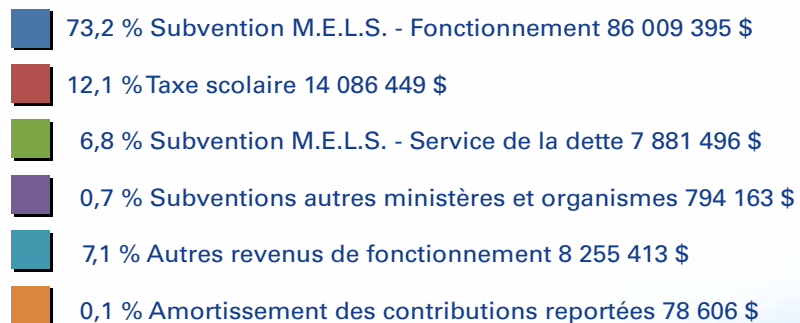 73,2 % Subvention M.E.L.S. - Fonctionnement 86 009 395 $
12,1 % Taxe scolaire 14 086 449 $
6,8 % Subvention M.E.L.S. - Service de la dette 7 881 496 $
0,7 % Subventions autres ministères et organismes 794 163 $
7,1 % Autres revenus de fonctionnement 8 255 413 $
0,1 % Amortissement des contributions reportées 78 606 $